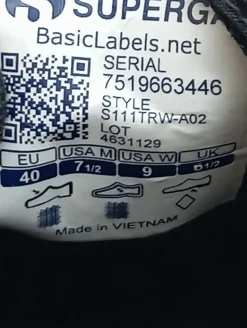 SUPERGA
BasicLabels.net
SERIAL
7519663446
STYLE
S111TRW-A02
LOT
4631129
EU USA M USA W UK
40 7 1/2 9 6 1/2
Made in VIETNAM